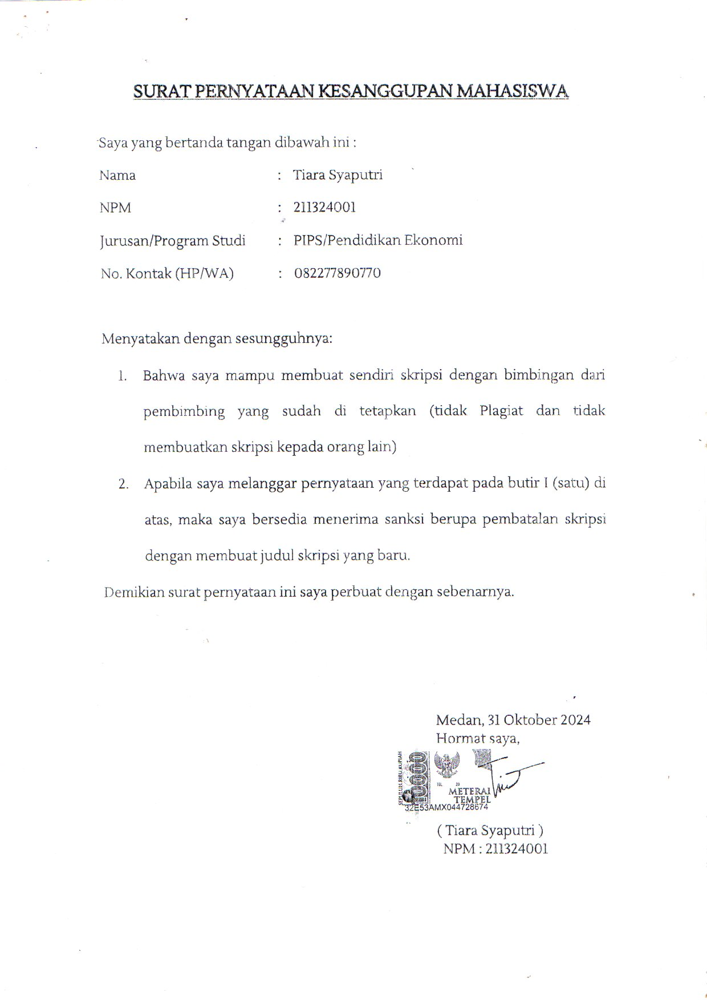 SURAT PERNYATAAN KESANGGUPAN MAHASISWA
Saya yang bertanda tangan dibawah ini :
Nama : Tiara Syaputri
NPM : 211324001
Jurusan/Program Studi : PIPS/Pendidikan Ekonomi
No. Kontak (HP/WA) : 082277890770
Menyatakan dengan sesungguhnya:
1. Bahwa saya mampu membuat sendiri skripsi dengan bimbingan dari
pembimbing yang sudah di tetapkan (tidak Plagiat dan tidak
membuatkan skripsi kepada orang lain)
2. Apabila saya melanggar pernyataan yang terdapat pada butir I (satu) di
atas, maka saya bersedia menerima sanksi berupa pembatalan skripsi
dengan membuat judul skripsi yang baru.
Demikian surat pernyataan ini saya perbuat dengan sebenarnya.
Medan, 31 Oktober 2024
Hormat saya,
SEPULUH RIBU RUPIAH
10000
TGL. 20
METERAI
TEMPEL
32E53AMX044728674
( Tiara Syaputri )
NPM : 211324001